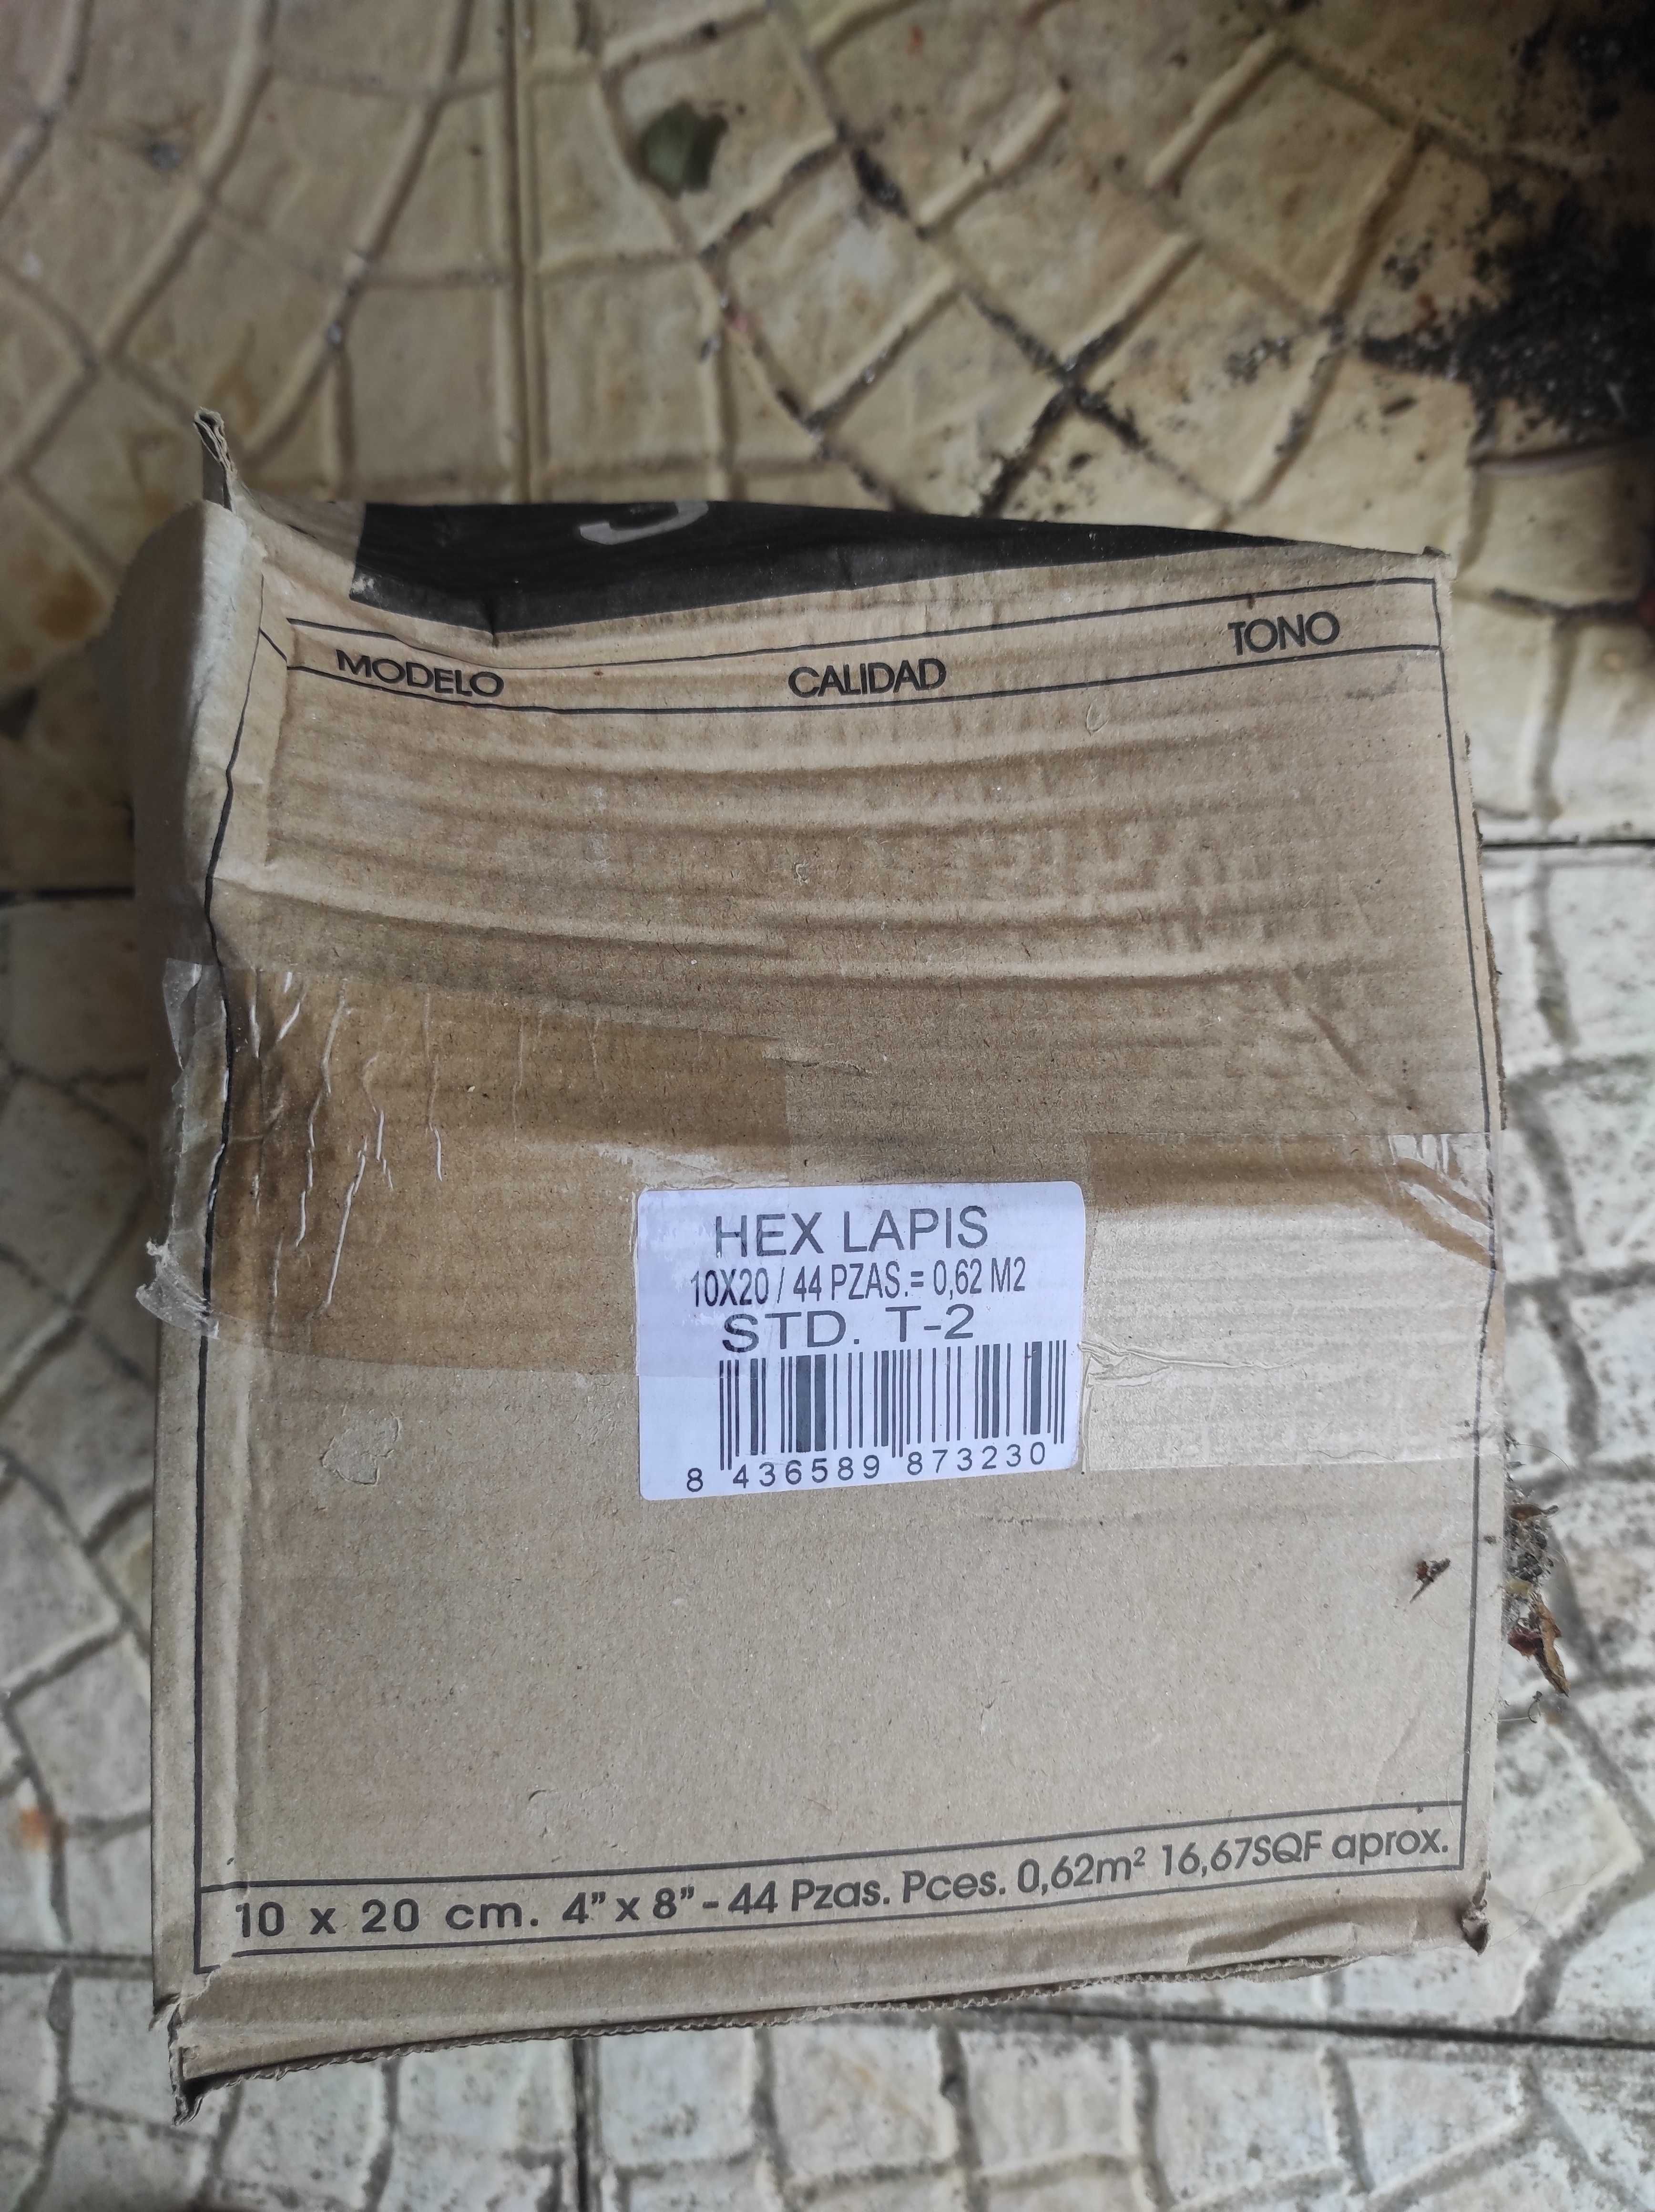 MODELO CALIDAD TONO
HEX LAPIS
10X20 / 44 PZAS.= 0,62 M2
STD. T-2
8 436589 873230
10 x 20 cm. 4” x 8” - 44 Pzas. Pces. 0,62m² 16,67SQF aprox.